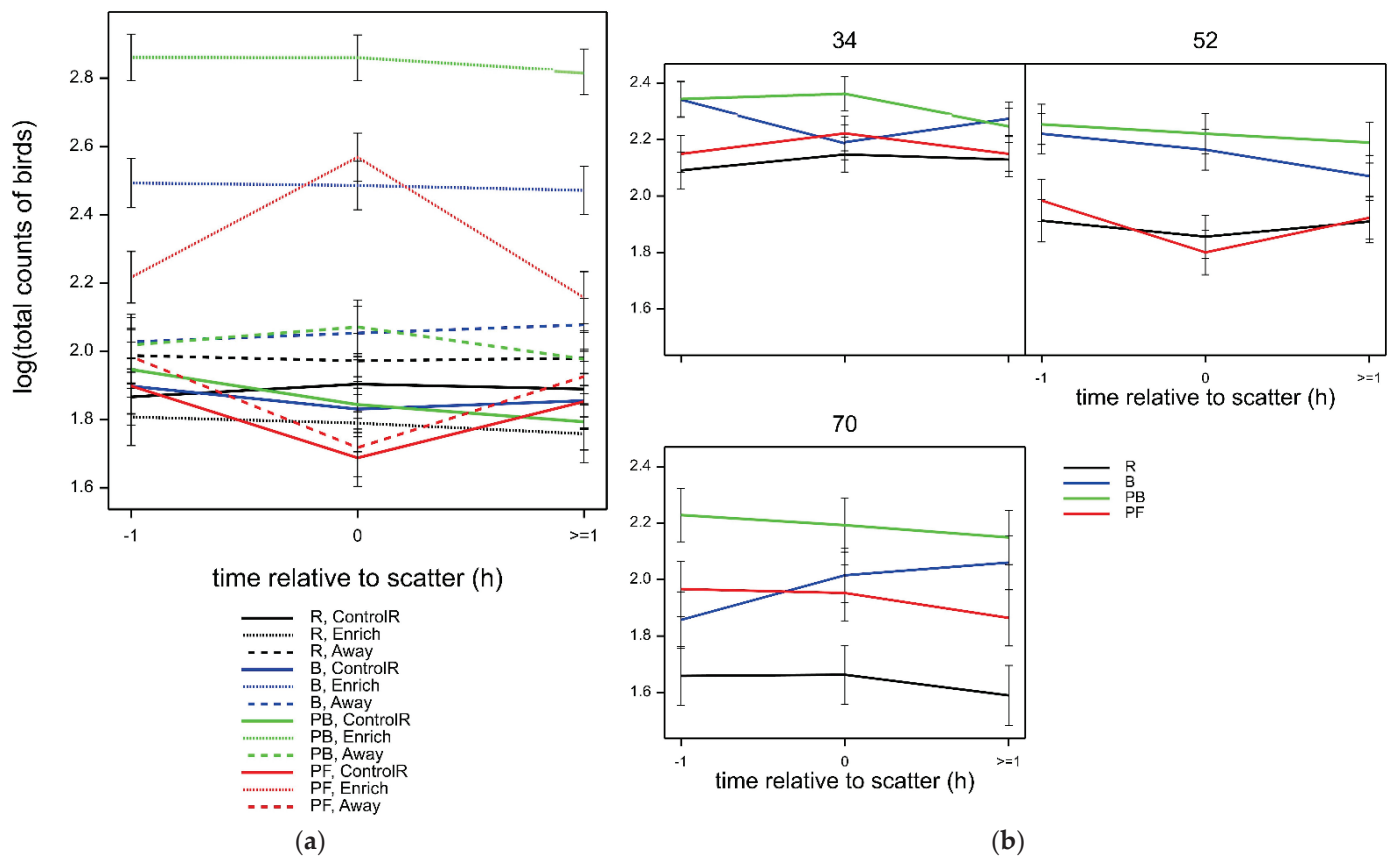 log(total counts of birds)
2.8
2.6
2.4
2.2
2.0
1.8
1.6
-1 0 >=1
time relative to scatter (h)
R, ControlR
R, Enrich
R, Away
B, ControlR
B, Enrich
B, Away
PB, ControlR
PB, Enrich
PB, Away
PF, ControlR
PF, Enrich
PF, Away
(a)
34 52
2.4
2.2
2.0
1.8
1.6
-1 0 >=1
time relative to scatter (h)
70
2.4
2.2
2.0
1.8
1.6
-1 0 >=1
time relative to scatter (h)
R
B
PB
PF
(b)